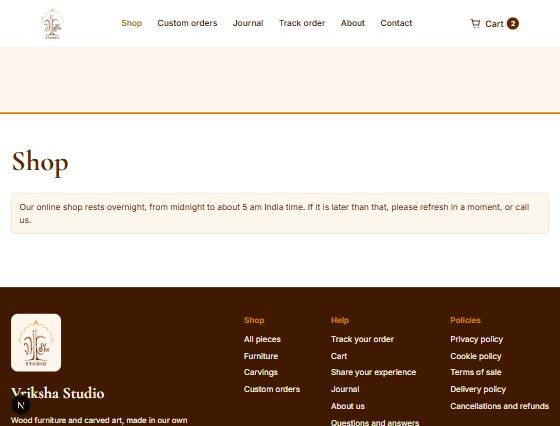 Shop Custom orders Journal Track order About Contact Cart 2
Shop
Our online shop rests overnight, from midnight to about 5 am India time. If it is later than that, please refresh in a moment, or call
us.
STUDIO
Vriksha Studio
Wood furniture and carved art, made in our own
Shop
All pieces
Furniture
Carvings
Custom orders
Help
Track your order
Cart
Share your experience
Journal
About us
Questions and answers
Policies
Privacy policy
Cookie policy
Terms of sale
Delivery policy
Cancellations and refunds
N